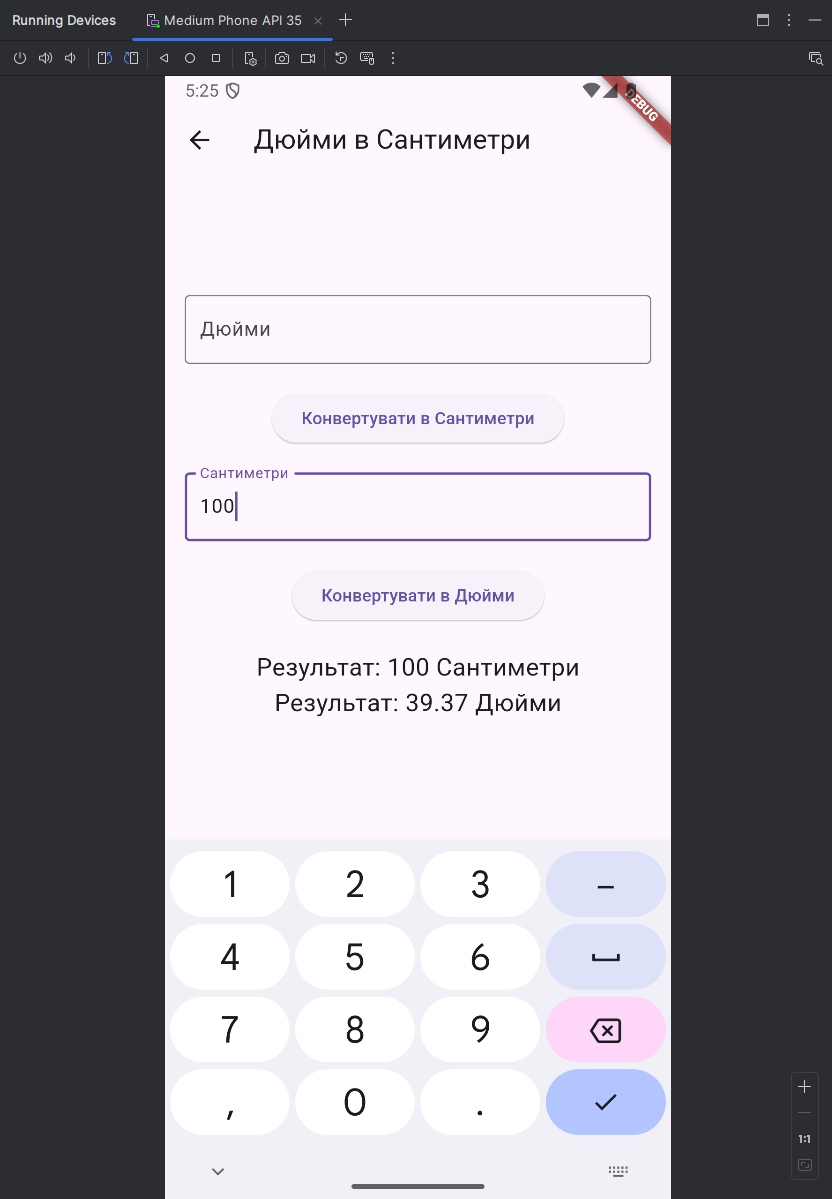 Running Devices Medium Phone API 35
5:25
DEBUG
Дюйми в Сантиметри
Дюйми
Конвертувати в Сантиметри
Сантиметри
100
Конвертувати в Дюйми
Результат: 100 Сантиметри
Результат: 39.37 Дюйми
1 2 3 –
4 5 6
7 8 9
, 0 .
1:1